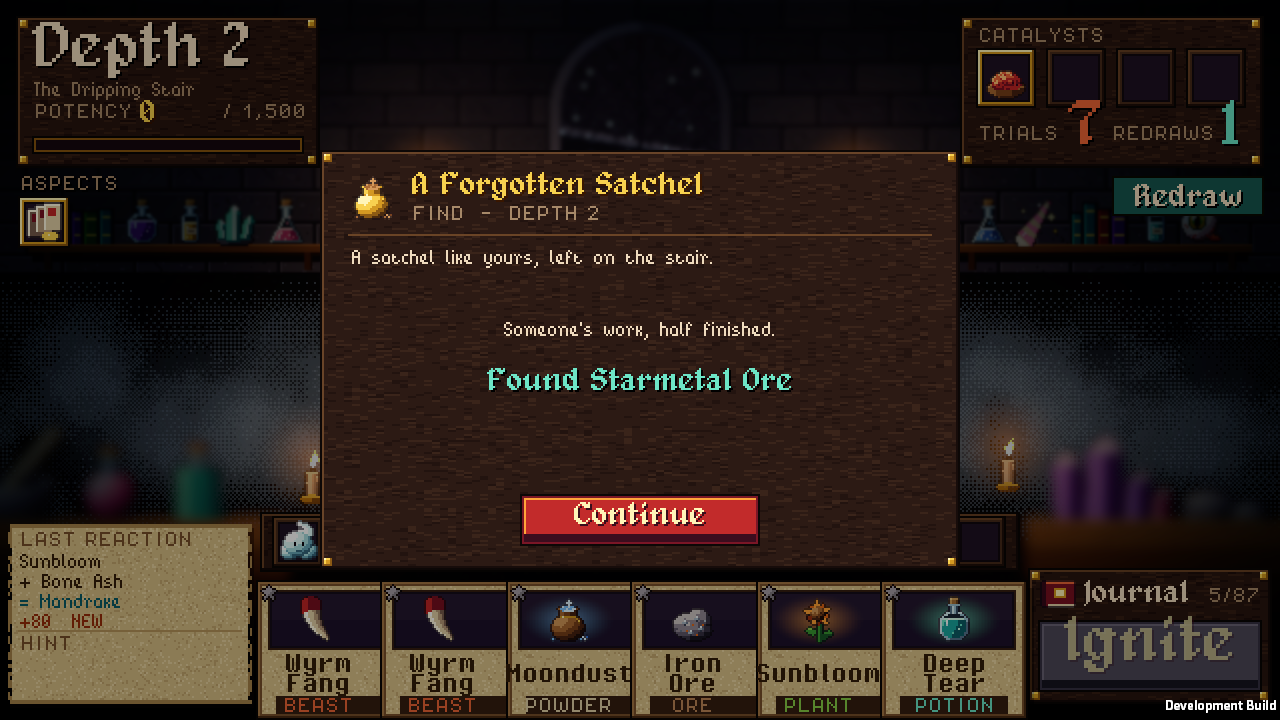 Depth 2
The Dripping Stair
POTENCY 0 / 1,500
ASPECTS
CATALYSTS
TRIALS 7 REDRAWS 1
Redraw
A Forgotten Satchel
FIND - DEPTH 2
A satchel like yours, left on the stair.
Someone's work, half finished.
Found Starmetal Ore
Continue
LAST REACTION
Sunbloom
+ Bone Ash
= Mandrake
+80 NEW
HINT
Wyrm
Fang
BEAST
Wyrm
Fang
BEAST
Moondust
POWDER
Iron
Ore
ORE
Sunbloom
PLANT
Deep
Tear
POTION
Journal 5/87
Ignite
Development Build